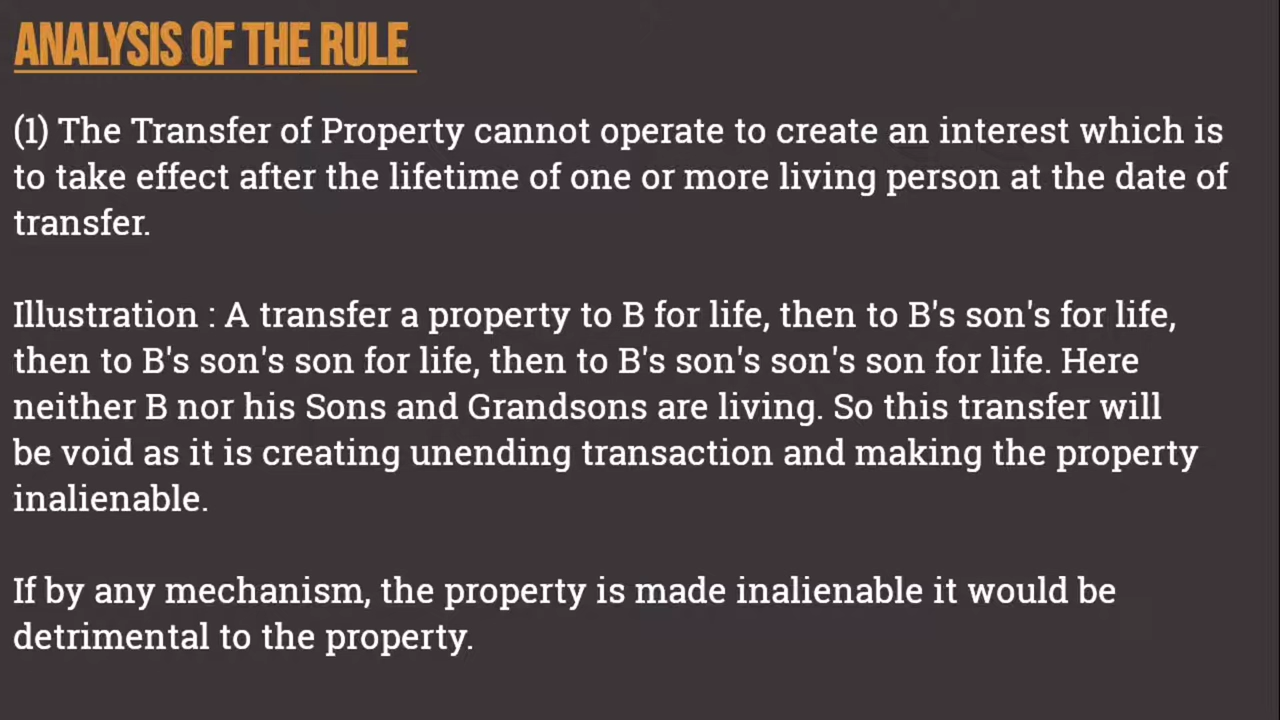 ANALYSIS OF THE RULE
(1) The Transfer of Property cannot operate to create an interest which is
to take effect after the lifetime of one or more living person at the date of
transfer.
Illustration : A transfer a property to B for life, then to B's son's for life,
then to B's son's son for life, then to B's son's son's son for life. Here
neither B nor his Sons and Grandsons are living. So this transfer will
be void as it is creating unending transaction and making the property
inalienable.
If by any mechanism, the property is made inalienable it would be
detrimental to the property.